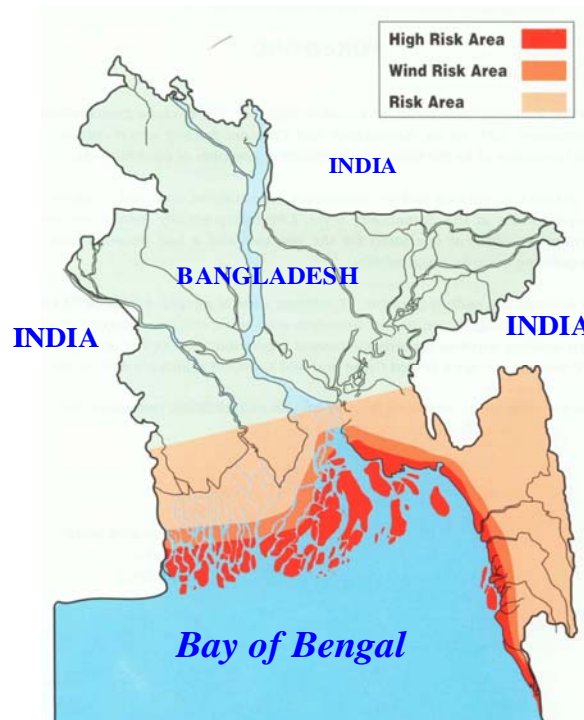 High Risk Area
Wind Risk Area
Risk Area
INDIA
BANGLADESH
INDIA
INDIA
Bay of Bengal